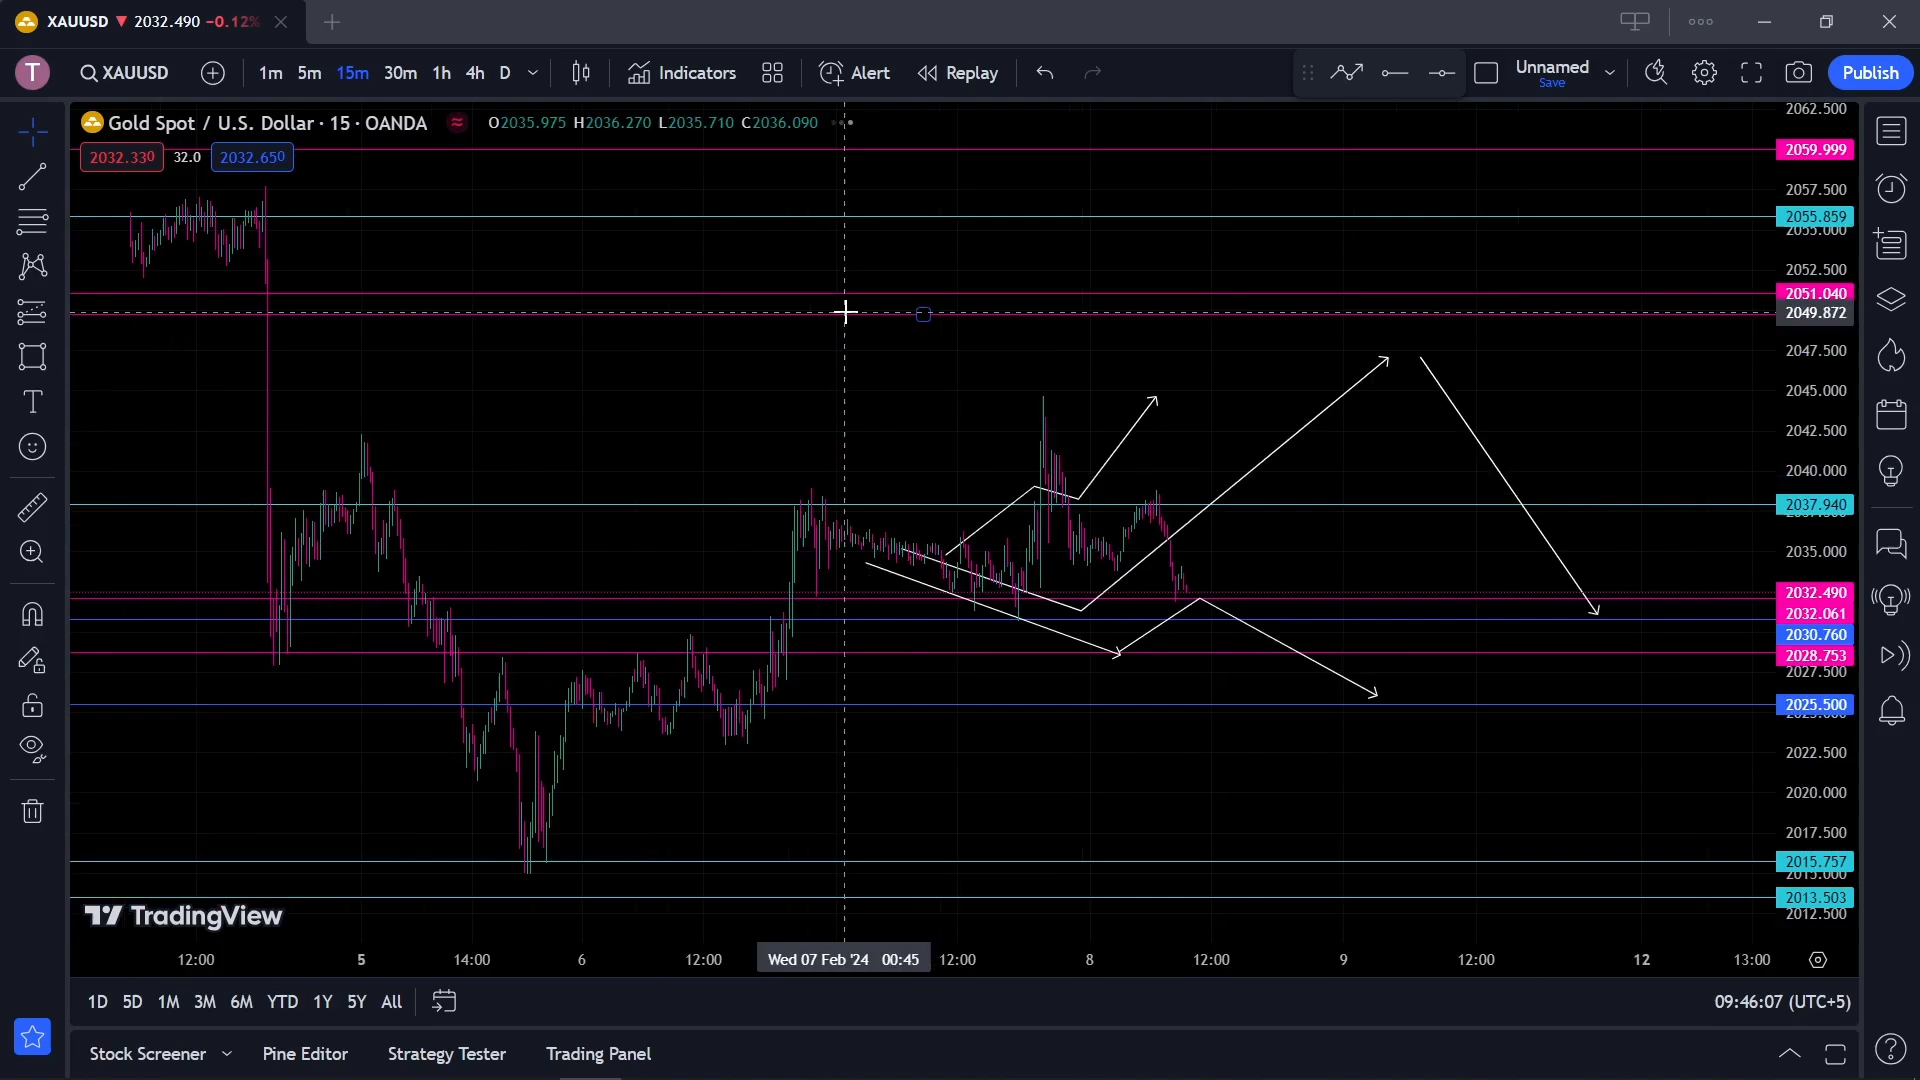 XAUUSD ▼ 2032.490 −0.12%
T
XAUUSD
1m 5m 15m 30m 1h 4h D
Indicators
Alert
Replay
Unnamed
Save
Publish
Gold Spot / U.S. Dollar · 15 · OANDA
O2035.975 H2036.270 L2035.710 C2036.090
2032.330 32.0 2032.650
2062.500
2059.999
2057.500
2055.859
2055.000
2052.500
2051.040
2049.872
2047.500
2045.000
2042.500
2040.000
2037.940
2035.000
2032.490
2032.061
2030.760
2028.753
2027.500
2025.500
2022.500
2020.000
2017.500
2015.757
2015.000
2013.503
2012.500
TradingView
12:00 5 14:00 6 12:00 Wed 07 Feb '24 00:45 12:00 8 12:00 9 12:00 12 13:00
1D 5D 1M 3M 6M YTD 1Y 5Y All
09:46:07 (UTC+5)
Stock Screener Pine Editor Strategy Tester Trading Panel